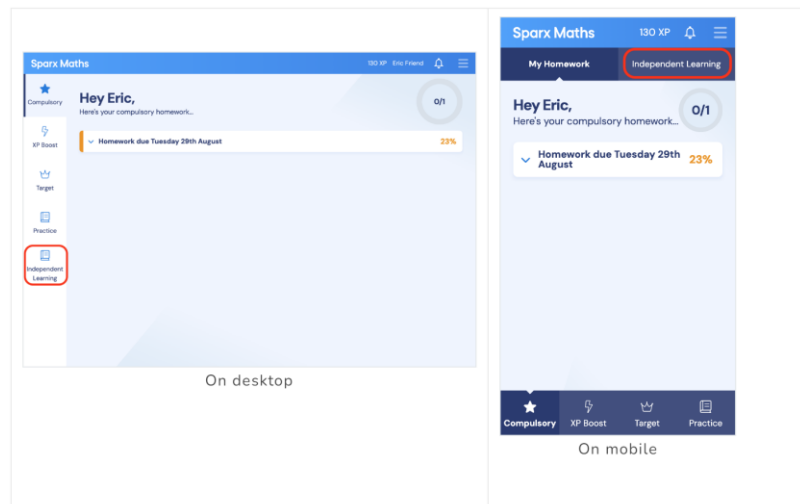 Sparx Maths
130 XP Eric Friend
Compulsory
XP Boost
Target
Practice
Independent
Learning
Hey Eric,
Here's your compulsory homework...
0/1
Homework due Tuesday 29th August
23%
On desktop
Sparx Maths
130 XP
My Homework
Independent Learning
Hey Eric,
Here's your compulsory homework...
0/1
Homework due Tuesday 29th
August
23%
Compulsory
XP Boost
Target
Practice
On mobile